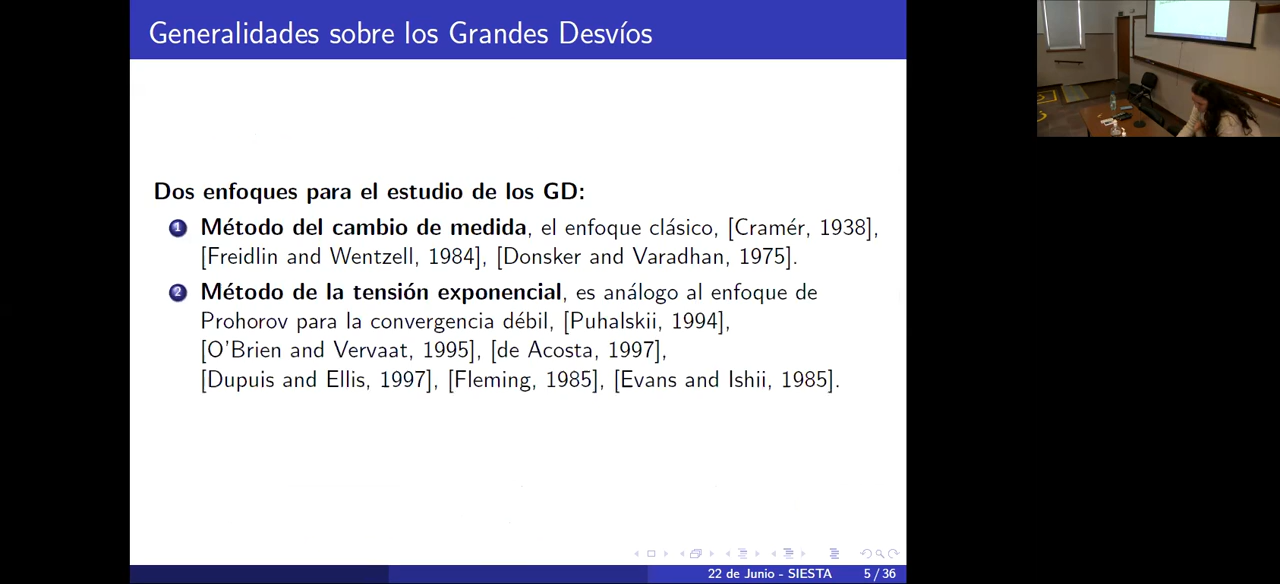 Generalidades sobre los Grandes Desvíos
Dos enfoques para el estudio de los GD:
1 Método del cambio de medida, el enfoque clásico, [Cramér, 1938],
[Freidlin and Wentzell, 1984], [Donsker and Varadhan, 1975].
2 Método de la tensión exponencial, es análogo al enfoque de
Prohorov para la convergencia débil, [Puhalskii, 1994],
[O'Brien and Vervaat, 1995], [de Acosta, 1997],
[Dupuis and Ellis, 1997], [Fleming, 1985], [Evans and Ishii, 1985].
22 de Junio - SIESTA 5 / 36